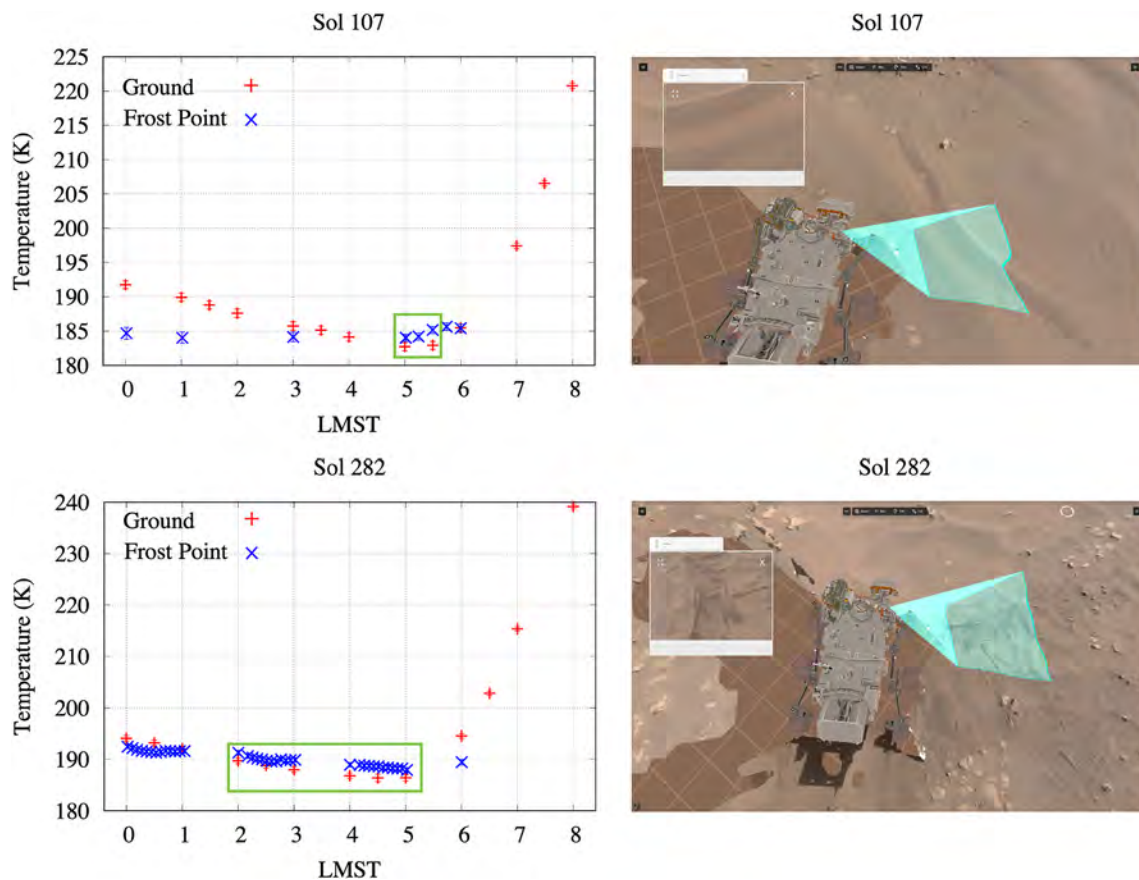 Sol 107
Sol 107
Temperature (K)
225
220
215
210
205
200
195
190
185
180
Ground
Frost Point
0 1 2 3 4 5 6 7 8
LMST
Sol 282
Sol 282
Temperature (K)
240
230
220
210
200
190
180
Ground
Frost Point
0 1 2 3 4 5 6 7 8
LMST